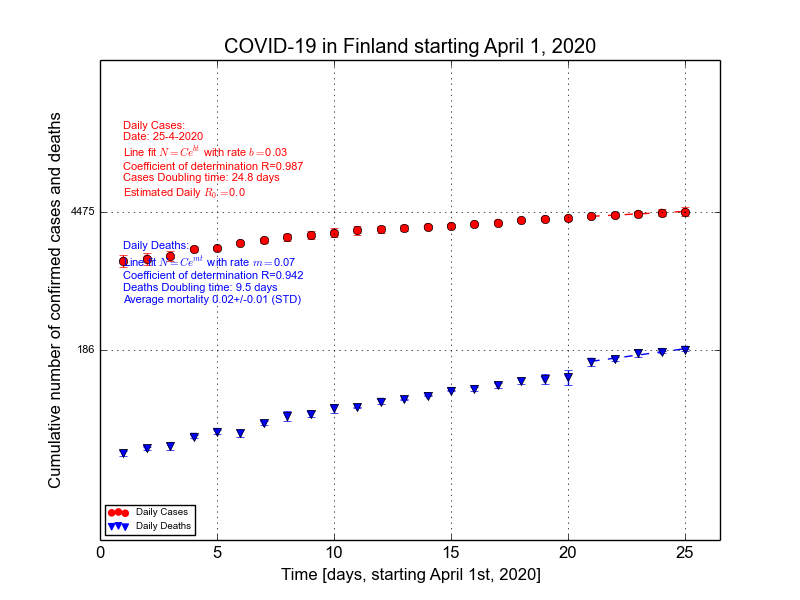 COVID-19 in Finland starting April 1, 2020
Cumulative number of confirmed cases and deaths
Daily Cases:
Date: 25-4-2020
Line fit N = Ce^{bt} with rate b =0.03
Coefficient of determination R=0.987
Cases Doubling time: 24.8 days
Estimated Daily R_0 :=0.0
4475
Daily Deaths:
Line fit N = Ce^{mt} with rate m =0.07
Coefficient of determination R=0.942
Deaths Doubling time: 9.5 days
Average mortality 0.02+/-0.01 (STD)
186
Daily Cases
Daily Deaths
0 5 10 15 20 25
Time [days, starting April 1st, 2020]